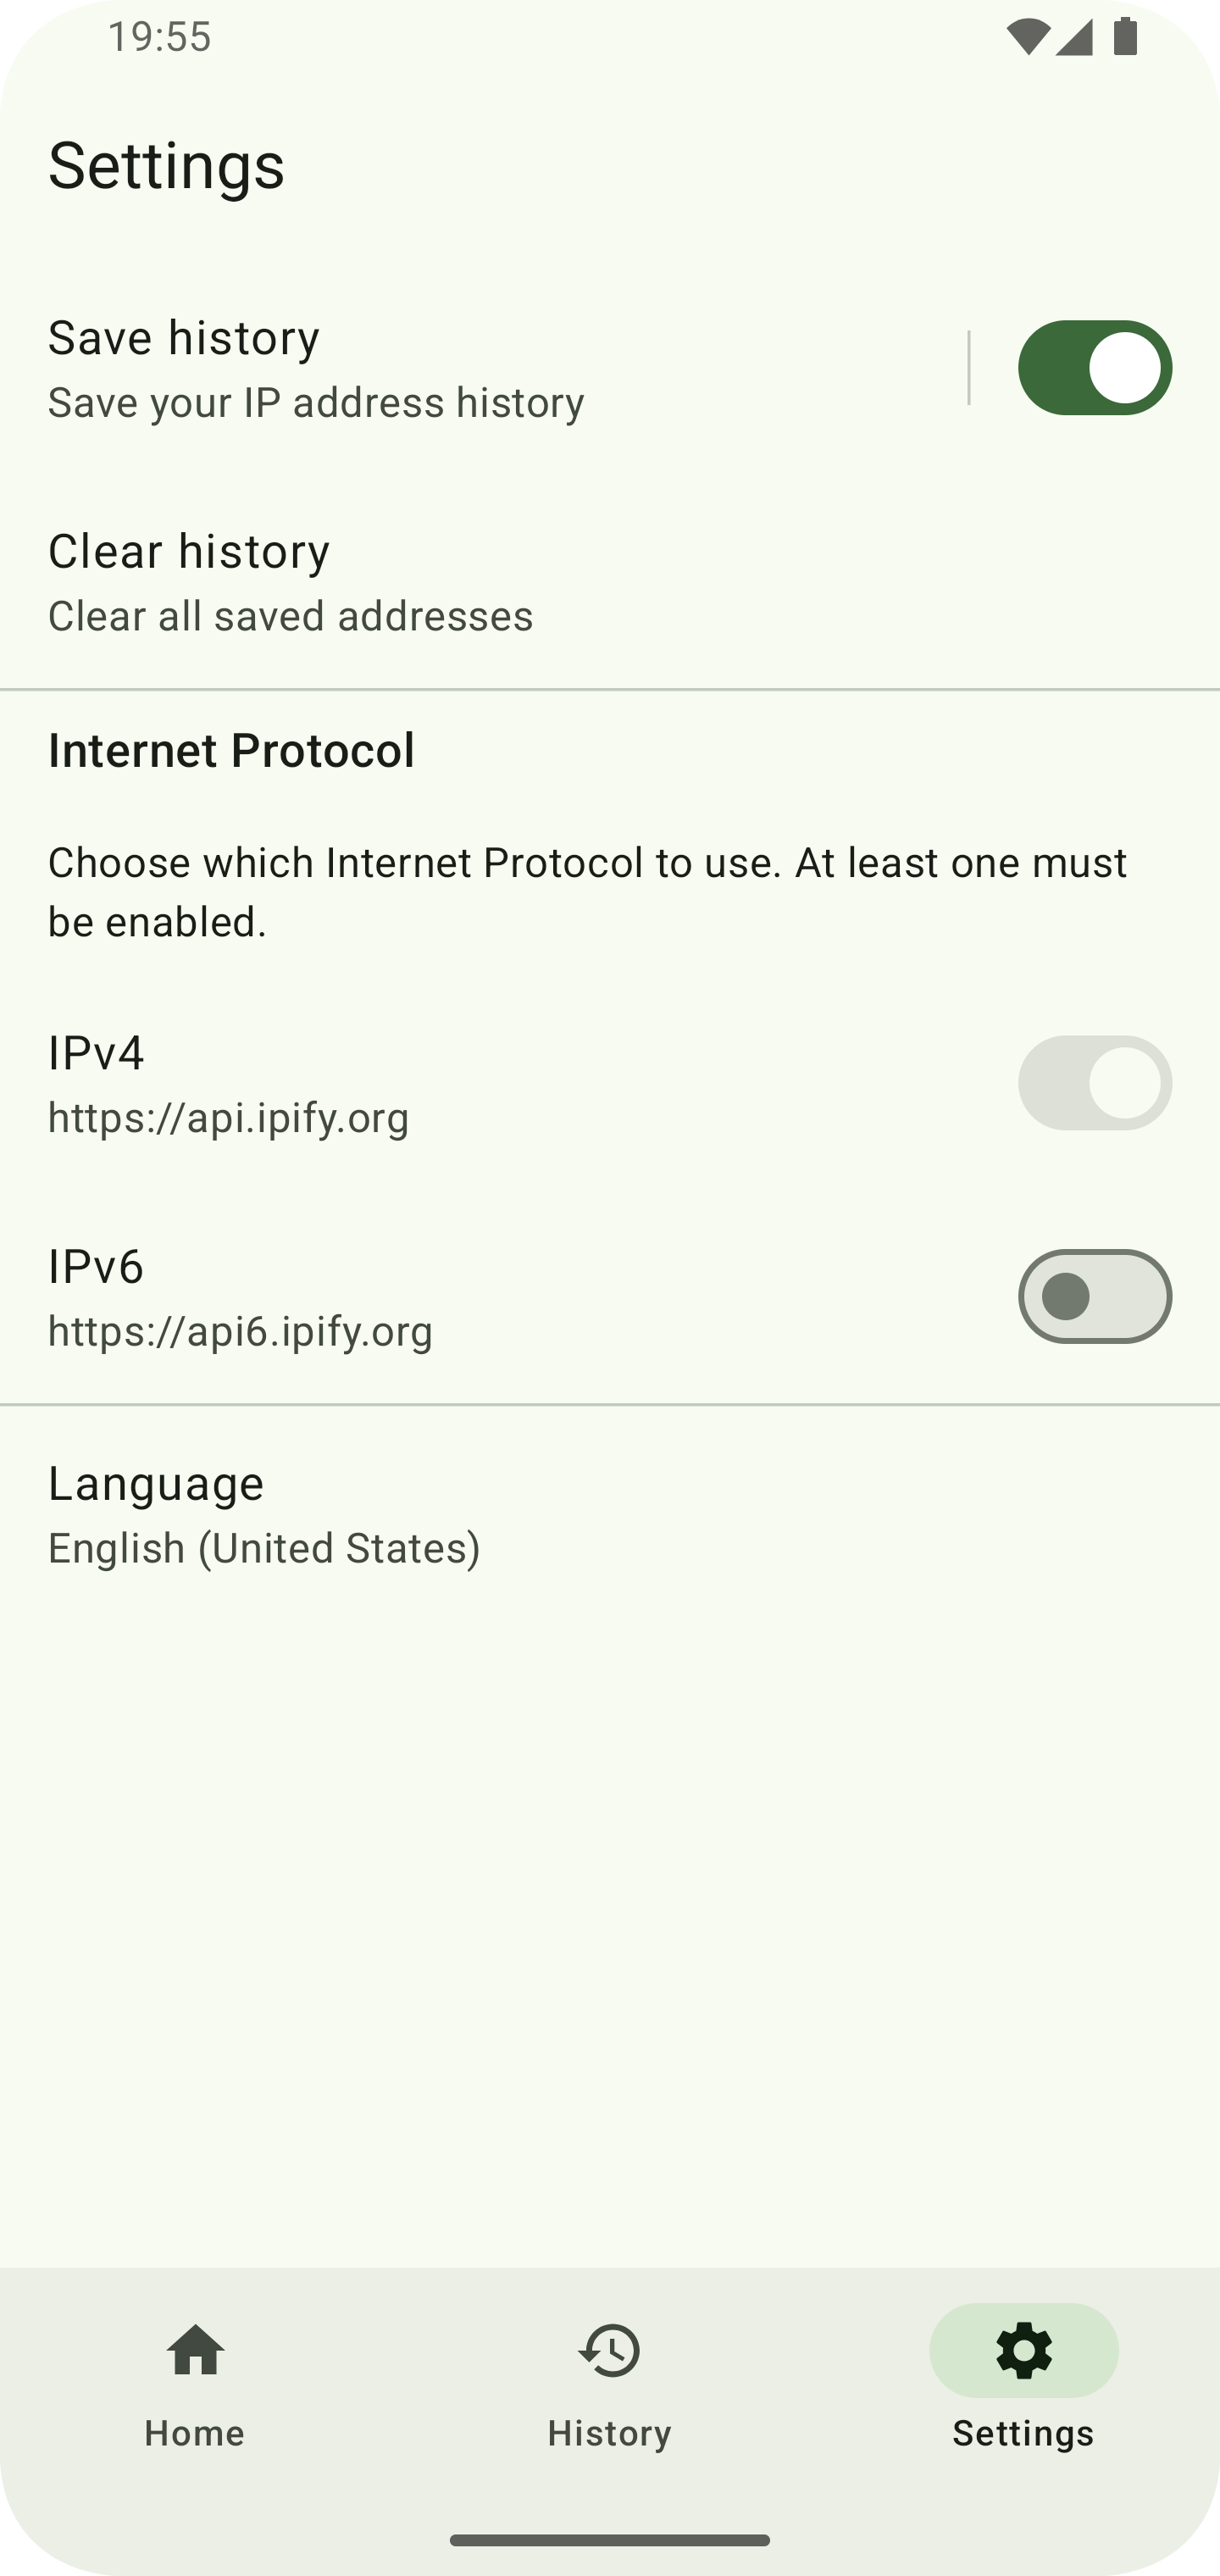 19:55
Settings
Save history
Save your IP address history
Clear history
Clear all saved addresses
Internet Protocol
Choose which Internet Protocol to use. At least one must
be enabled.
IPv4
https://api.ipify.org
IPv6
https://api6.ipify.org
Language
English (United States)
Home
History
Settings